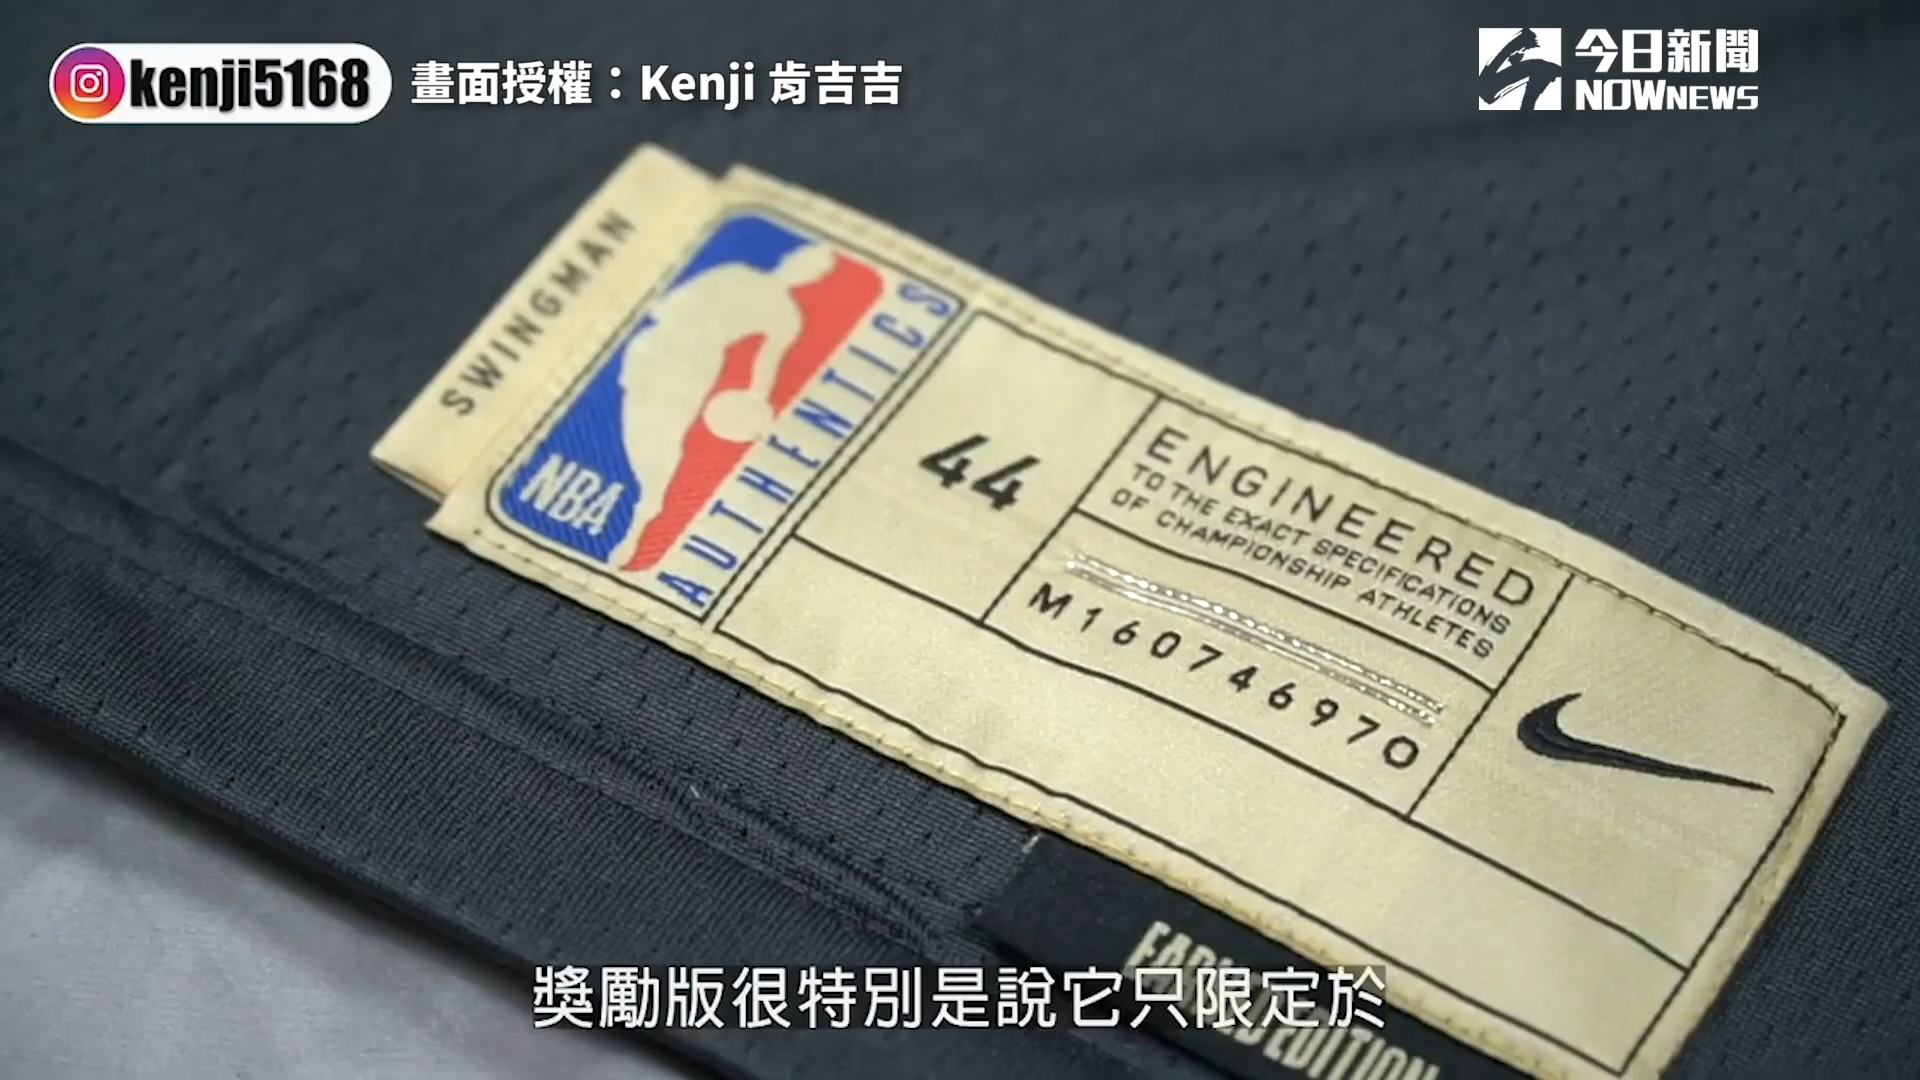 kenji5168 畫面授權：Kenji 肯吉吉
今日新聞
NOWNEWS
SWINGMAN
NBA
AUTHENTICS
44
ENGINEERED
TO THE EXACT SPECIFICATIONS
OF CHAMPIONSHIP ATHLETES
M160746970
EARNED EDITION
獎勵版很特別是說它只限定於